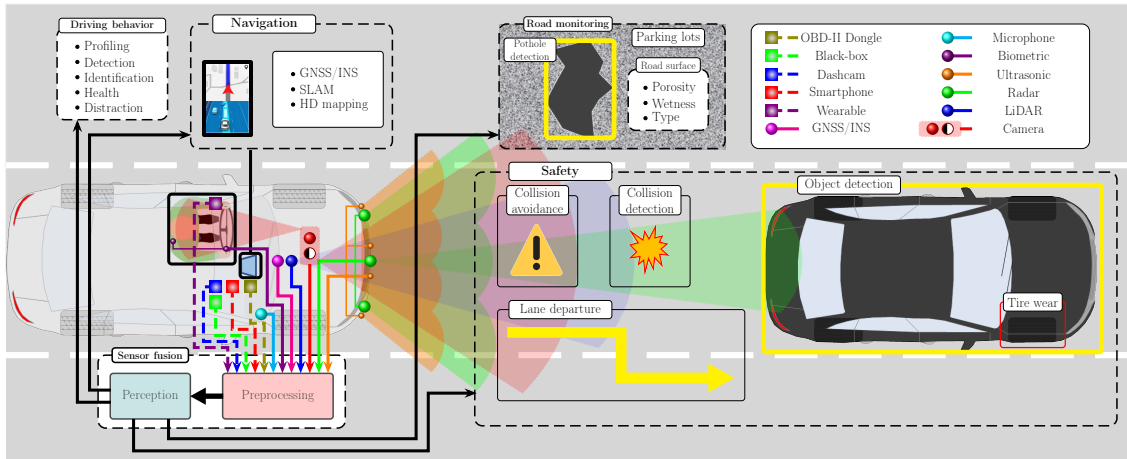 Driving behavior
• Profiling
• Detection
• Identification
• Health
• Distraction
Navigation
• GNSS/INS
• SLAM
• HD mapping
Road monitoring
Pothole
detection
Parking lots
Road surface
• Porosity
• Wetness
• Type
OBD-II Dongle
Black-box
Dashcam
Smartphone
Wearable
GNSS/INS
Microphone
Biometric
Ultrasonic
Radar
LiDAR
Camera
Safety
Collision
avoidance
Collision
detection
Lane departure
Object detection
Tire wear
Sensor fusion
Perception
Preprocessing